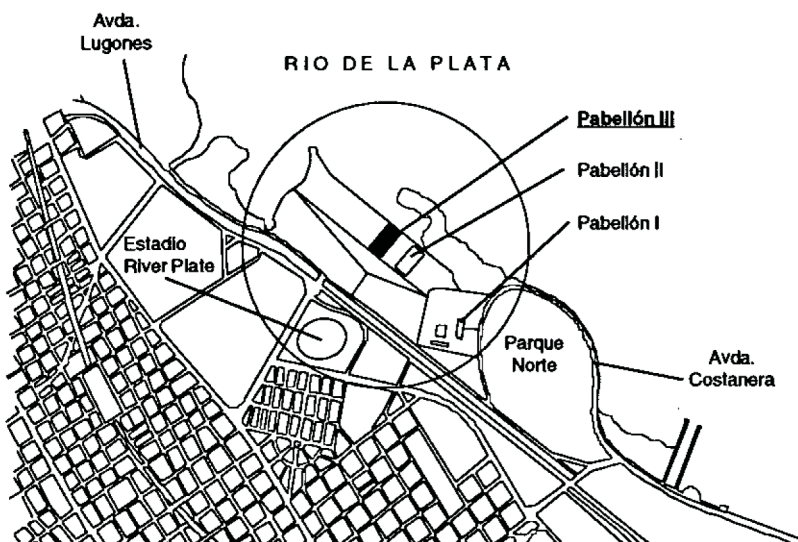 Avda.
Lugones
RIO DE LA PLATA
Pabellón III
Pabellón II
Pabellón I
Estadio
River Plate
Parque
Norte
Avda.
Costanera